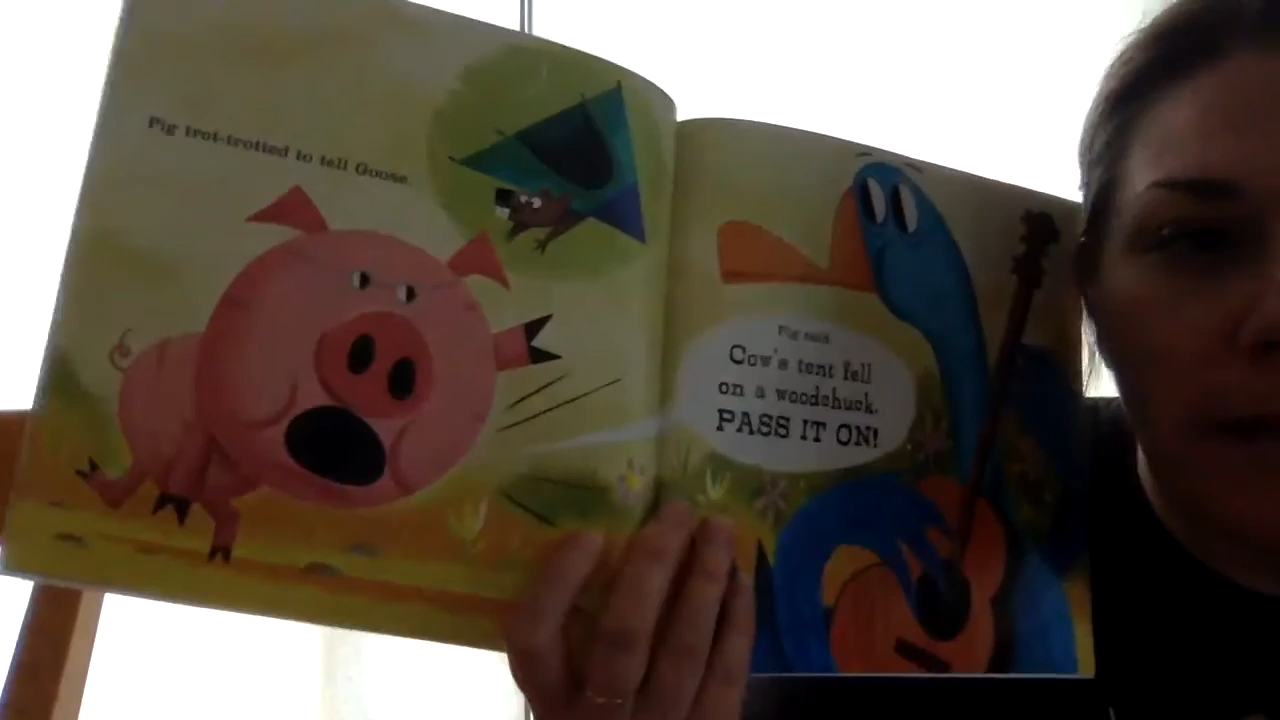 Pig trot-trotted to tell Goose.
Pig said
Cow's tent fell
on a woodchuck.
PASS IT ON!